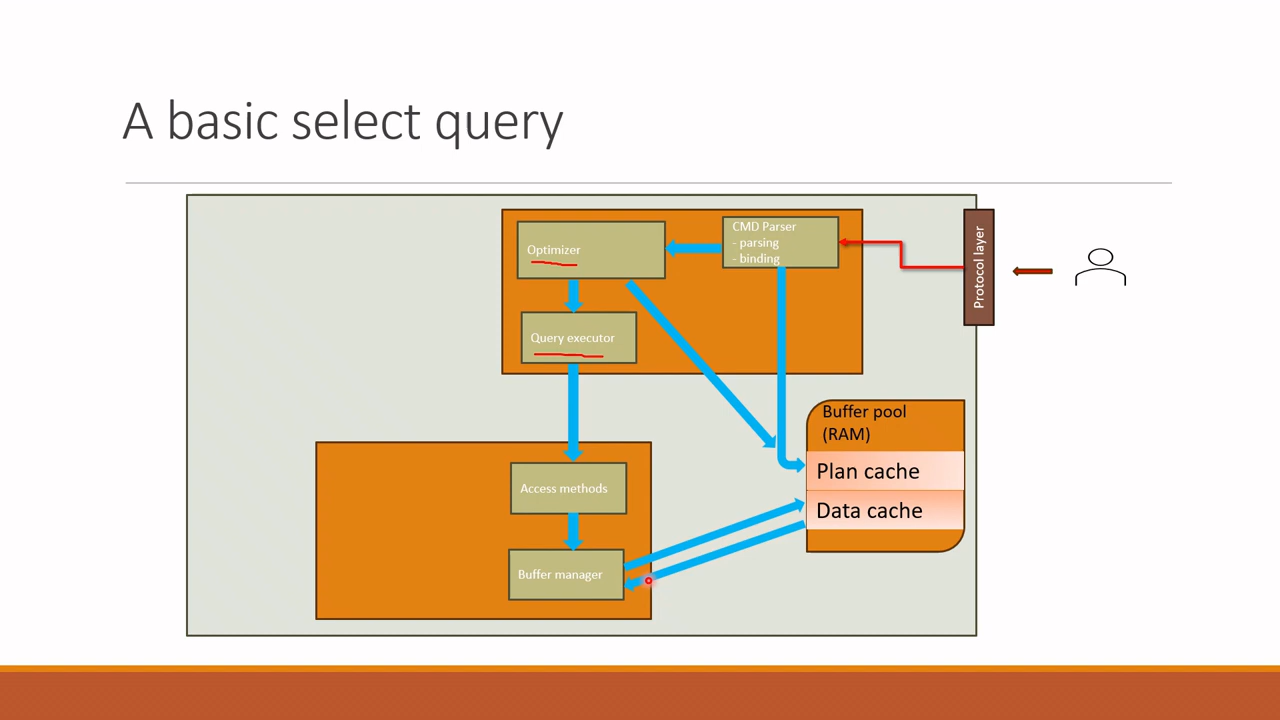 A basic select query
Optimizer
CMD Parser
- parsing
- binding
Protocol layer
Query executor
Buffer pool
(RAM)
Plan cache
Data cache
Access methods
Buffer manager